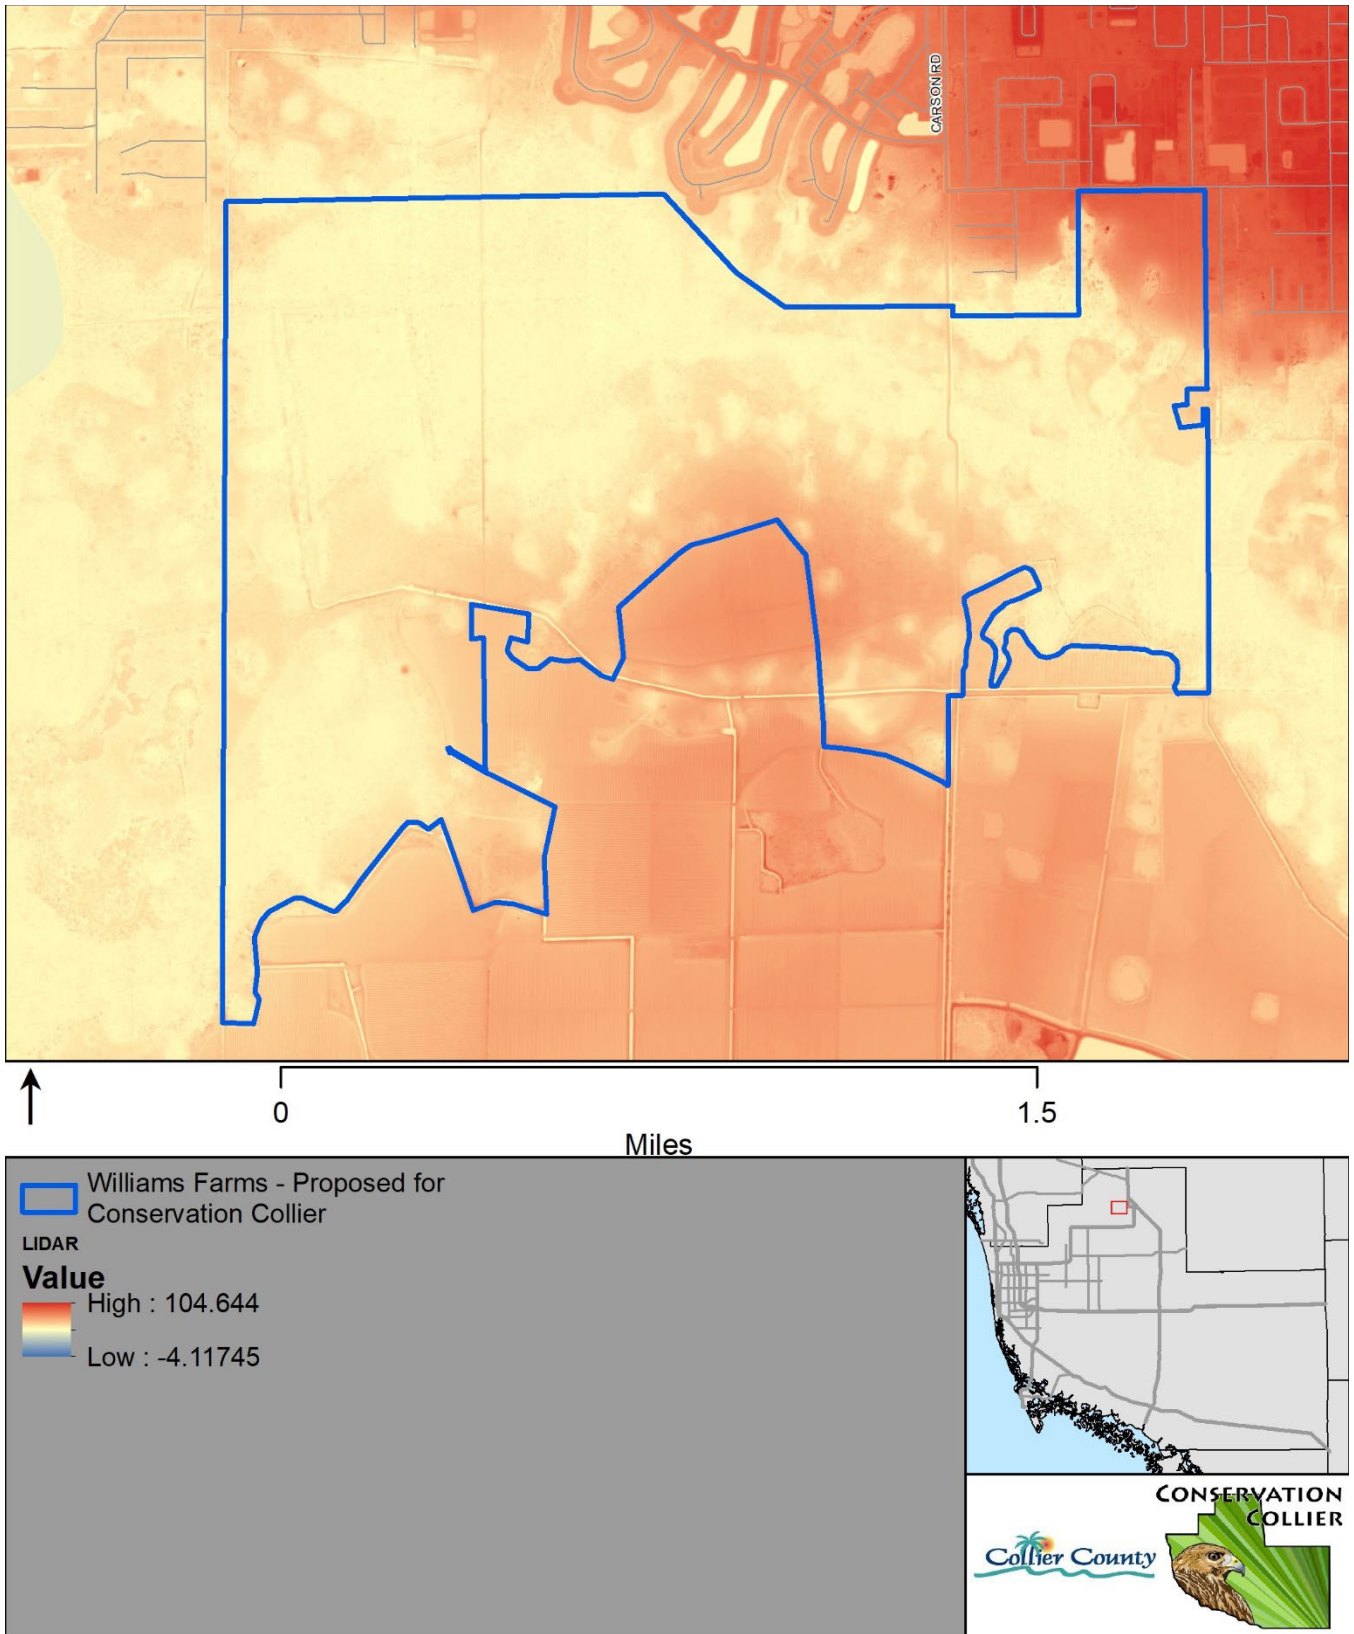 CARSON RD
0
1.5
Miles
Williams Farms - Proposed for
Conservation Collier
LIDAR
Value
High : 104.644
Low : -4.11745
CONSERVATION
COLLIER
Collier County